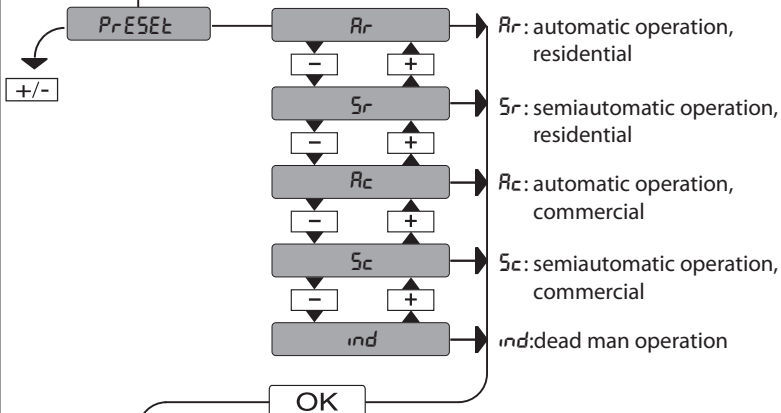 PrESEt
Ar
Ar: automatic operation,
residential
+/-
- +
Sr
Sr: semiautomatic operation,
residential
- +
Ac
Ac: automatic operation,
commercial
- +
Sc
Sc: semiautomatic operation,
commercial
- +
ind
ind:dead man operation
OK